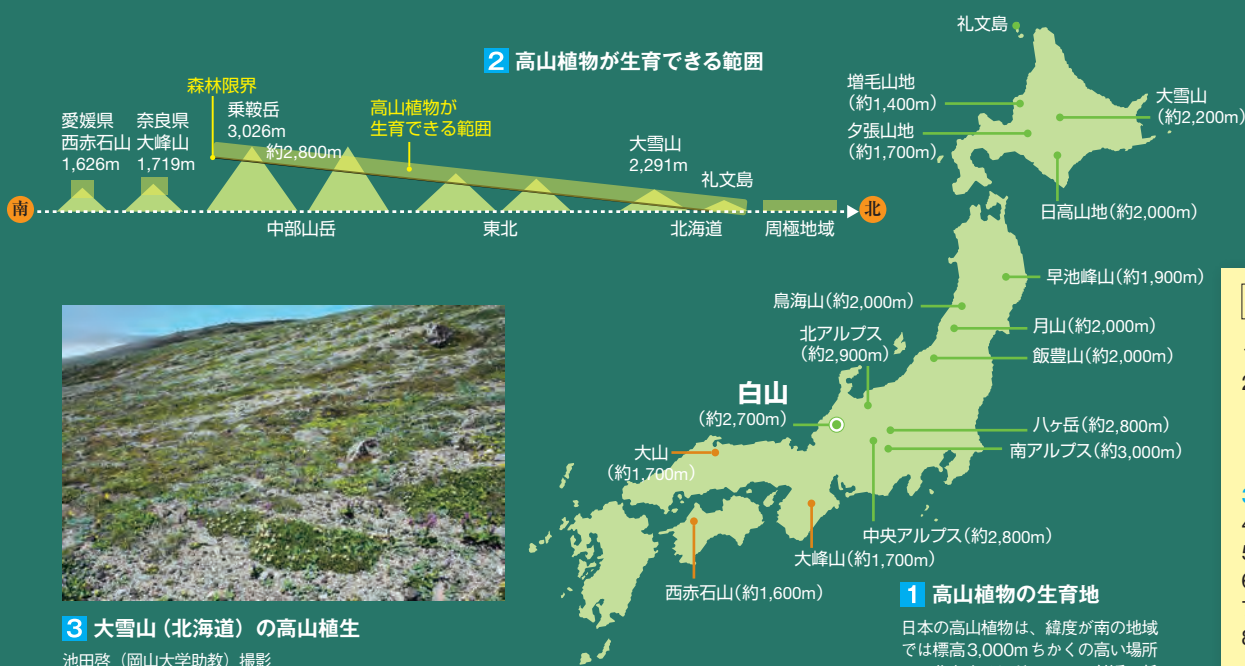 2 高山植物が生育できる範囲
森林限界
愛媛県
西赤石山
1,626m
奈良県
大峰山
1,719m
乗鞍岳
3,026m
約2,800m
高山植物が
生育できる範囲
大雪山
2,291m
礼文島
南
北
中部山岳
東北
北海道
周極地域
礼文島
増毛山地
（約1,400m）
夕張山地
（約1,700m）
大雪山
（約2,200m）
日高山地（約2,000m）
早池峰山（約1,900m）
鳥海山（約2,000m）
月山（約2,000m）
北アルプス
（約2,900m）
飯豊山（約2,000m）
白山
（約2,700m）
八ヶ岳（約2,800m）
南アルプス（約3,000m）
大山
（約1,700m）
中央アルプス（約2,800m）
大峰山（約1,700m）
西赤石山（約1,600m）
3 大雪山（北海道）の高山植生
池田啓（岡山大学助教）撮影
1 高山植物の生育地
日本の高山植物は、緯度が南の地域
では標高3,000mちかくの高い場所